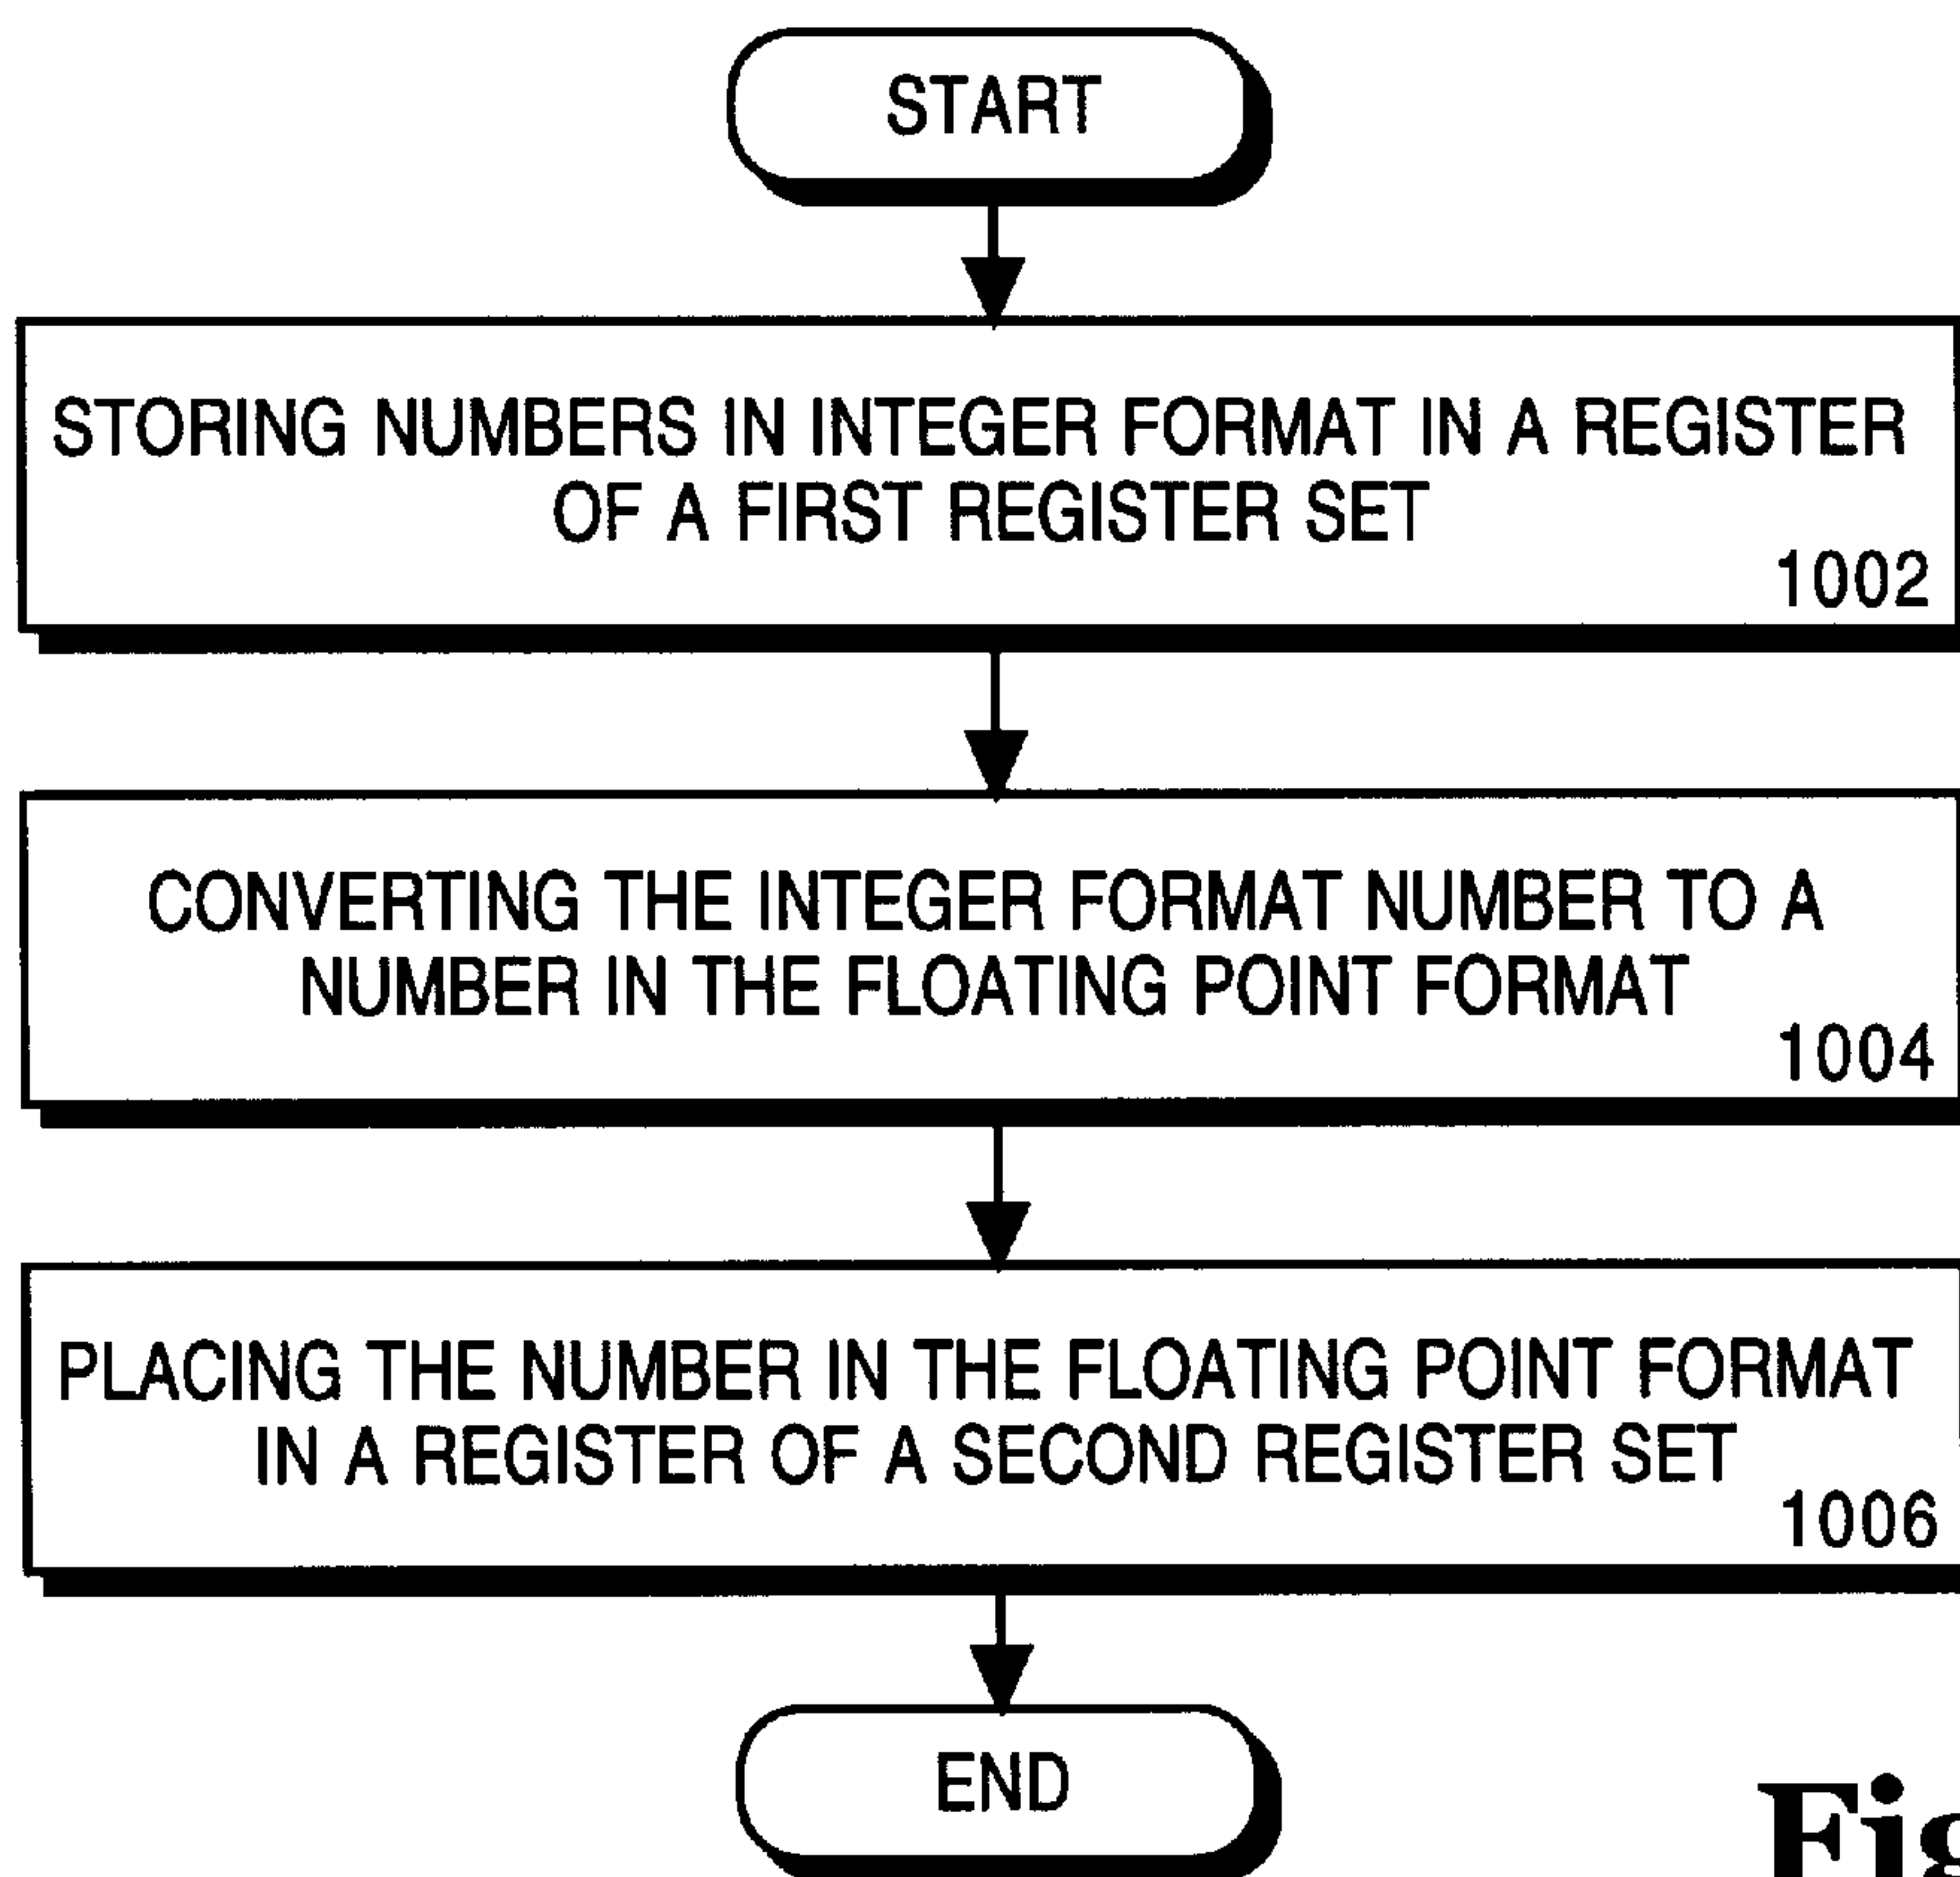 START
STORING NUMBERS IN INTEGER FORMAT IN A REGISTER
OF A FIRST REGISTER SET
1002
CONVERTING THE INTEGER FORMAT NUMBER TO A
NUMBER IN THE FLOATING POINT FORMAT
1004
PLACING THE NUMBER IN THE FLOATING POINT FORMAT
IN A REGISTER OF A SECOND REGISTER SET
1006
END